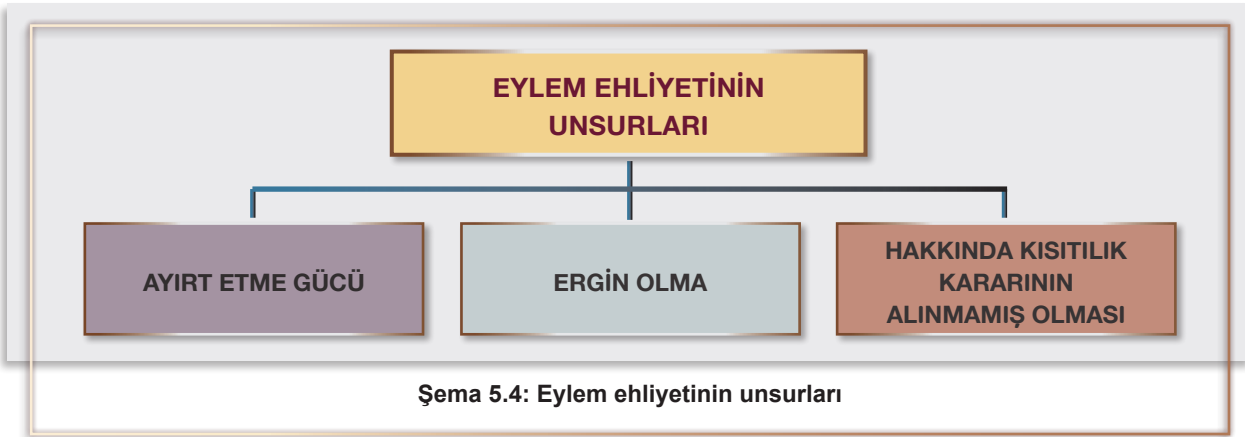 EYLEM EHLİYETİNİN
UNSURLARI
AYIRT ETME GÜCÜ
ERGİN OLMA
HAKKINDA KISITILIK
KARARININ
ALINMAMIŞ OLMASI
Şema 5.4: Eylem ehliyetinin unsurları